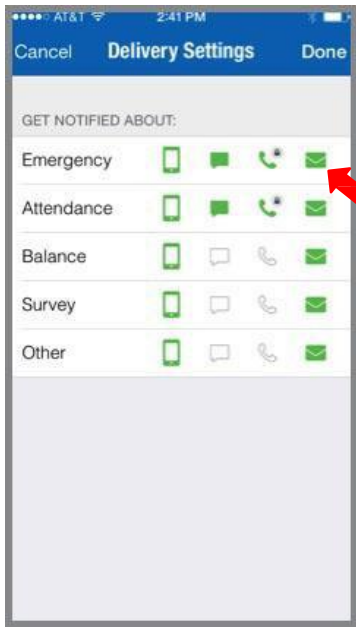 AT&T 2:41 PM
Cancel Delivery Settings Done
GET NOTIFIED ABOUT:
Emergency
Attendance
Balance
Survey
Other